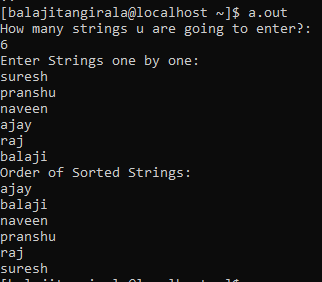 [balajitangirala@localhost ~]$ a.out
How many strings u are going to enter?:
6
Enter Strings one by one:
suresh
pranshu
naveen
ajay
raj
balaji
Order of Sorted Strings:
ajay
balaji
naveen
pranshu
raj
suresh